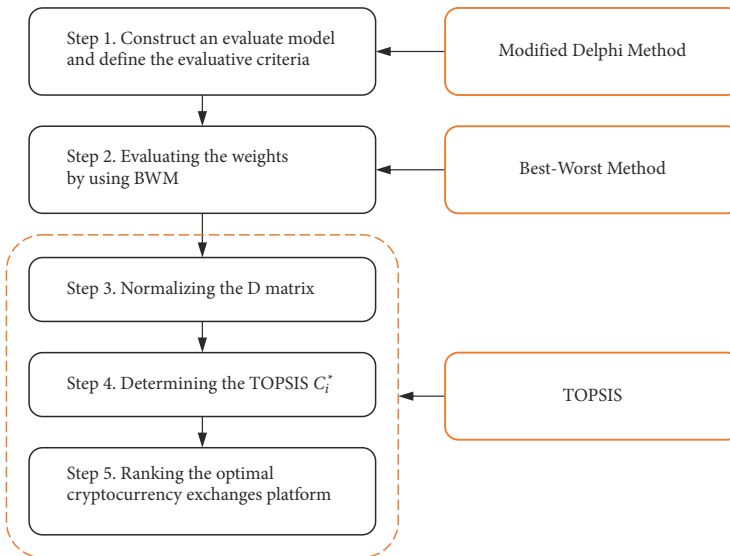 Step 1. Construct an evaluate model
and define the evaluative criteria
Modified Delphi Method
Step 2. Evaluating the weights
by using BWM
Best-Worst Method
Step 3. Normalizing the D matrix
Step 4. Determining the TOPSIS C_i^*
TOPSIS
Step 5. Ranking the optimal
cryptocurrency exchanges platform